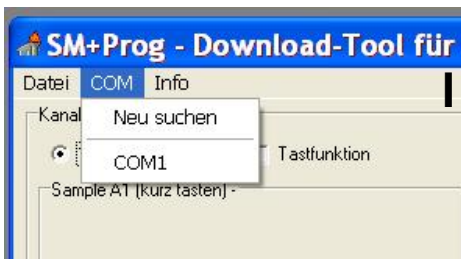 SM+Prog - Download-Tool für
Datei COM Info
Neu suchen
COM1
Kanal
Tastfunktion
Sample A1 (kurz tasten) -